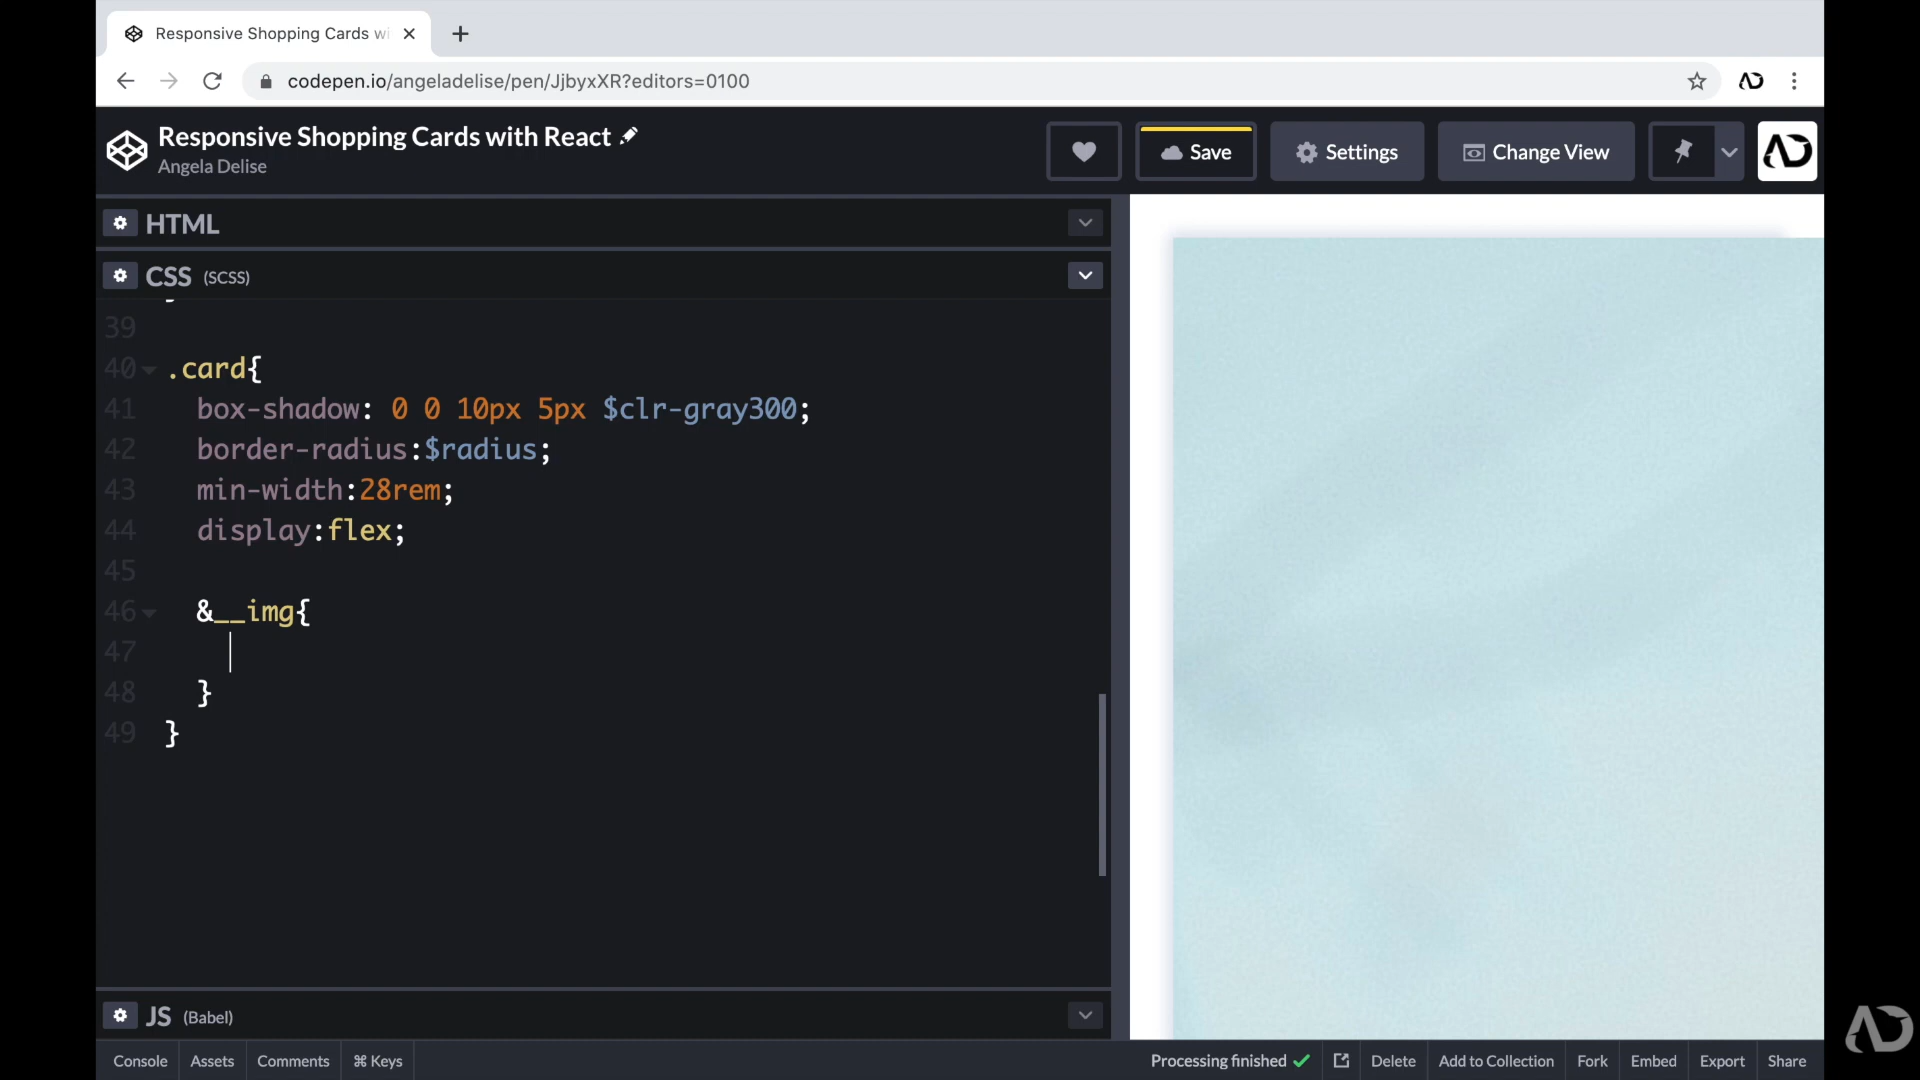 Responsive Shopping Cards wi
codepen.io/angeladelise/pen/JjbyxXR?editors=0100
Responsive Shopping Cards with React
Angela Delise
Save
Settings
Change View
HTML
CSS (SCSS)
39
40 .card{
41 box-shadow: 0 0 10px 5px $clr-gray300;
42 border-radius:$radius;
43 min-width:28rem;
44 display:flex;
45
46 &__img{
47
48 }
49 }
JS (Babel)
Console Assets Comments ⌘ Keys Processing finished Delete Add to Collection Fork Embed Export Share